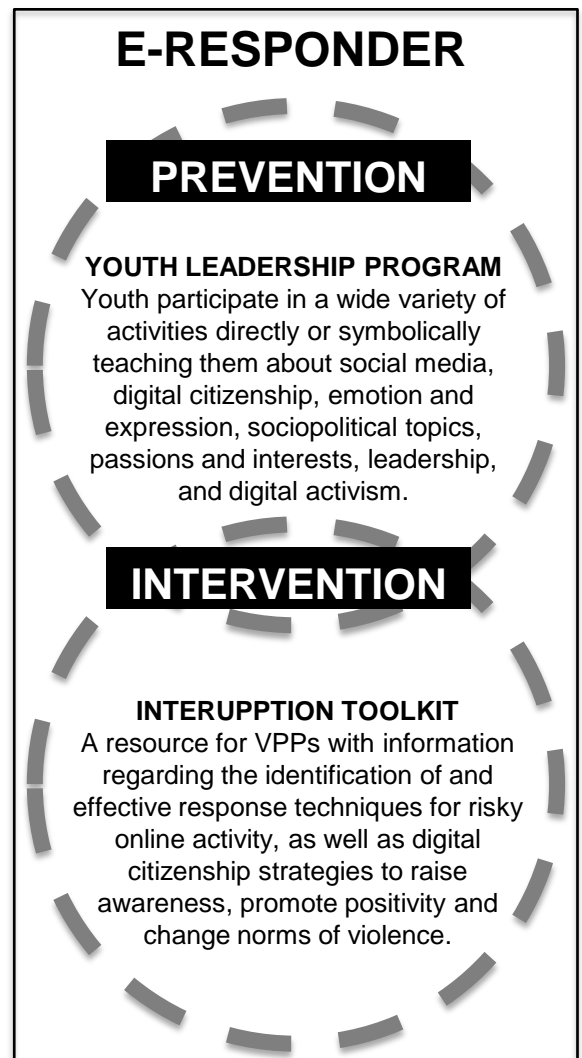 E-RESPONDER
PREVENTION
YOUTH LEADERSHIP PROGRAM
Youth participate in a wide variety of
activities directly or symbolically
teaching them about social media,
digital citizenship, emotion and
expression, sociopolitical topics,
passions and interests, leadership,
and digital activism.
INTERVENTION
INTERUPPTION TOOLKIT
A resource for VPPs with information
regarding the identification of and
effective response techniques for risky
online activity, as well as digital
citizenship strategies to raise
awareness, promote positivity and
change norms of violence.